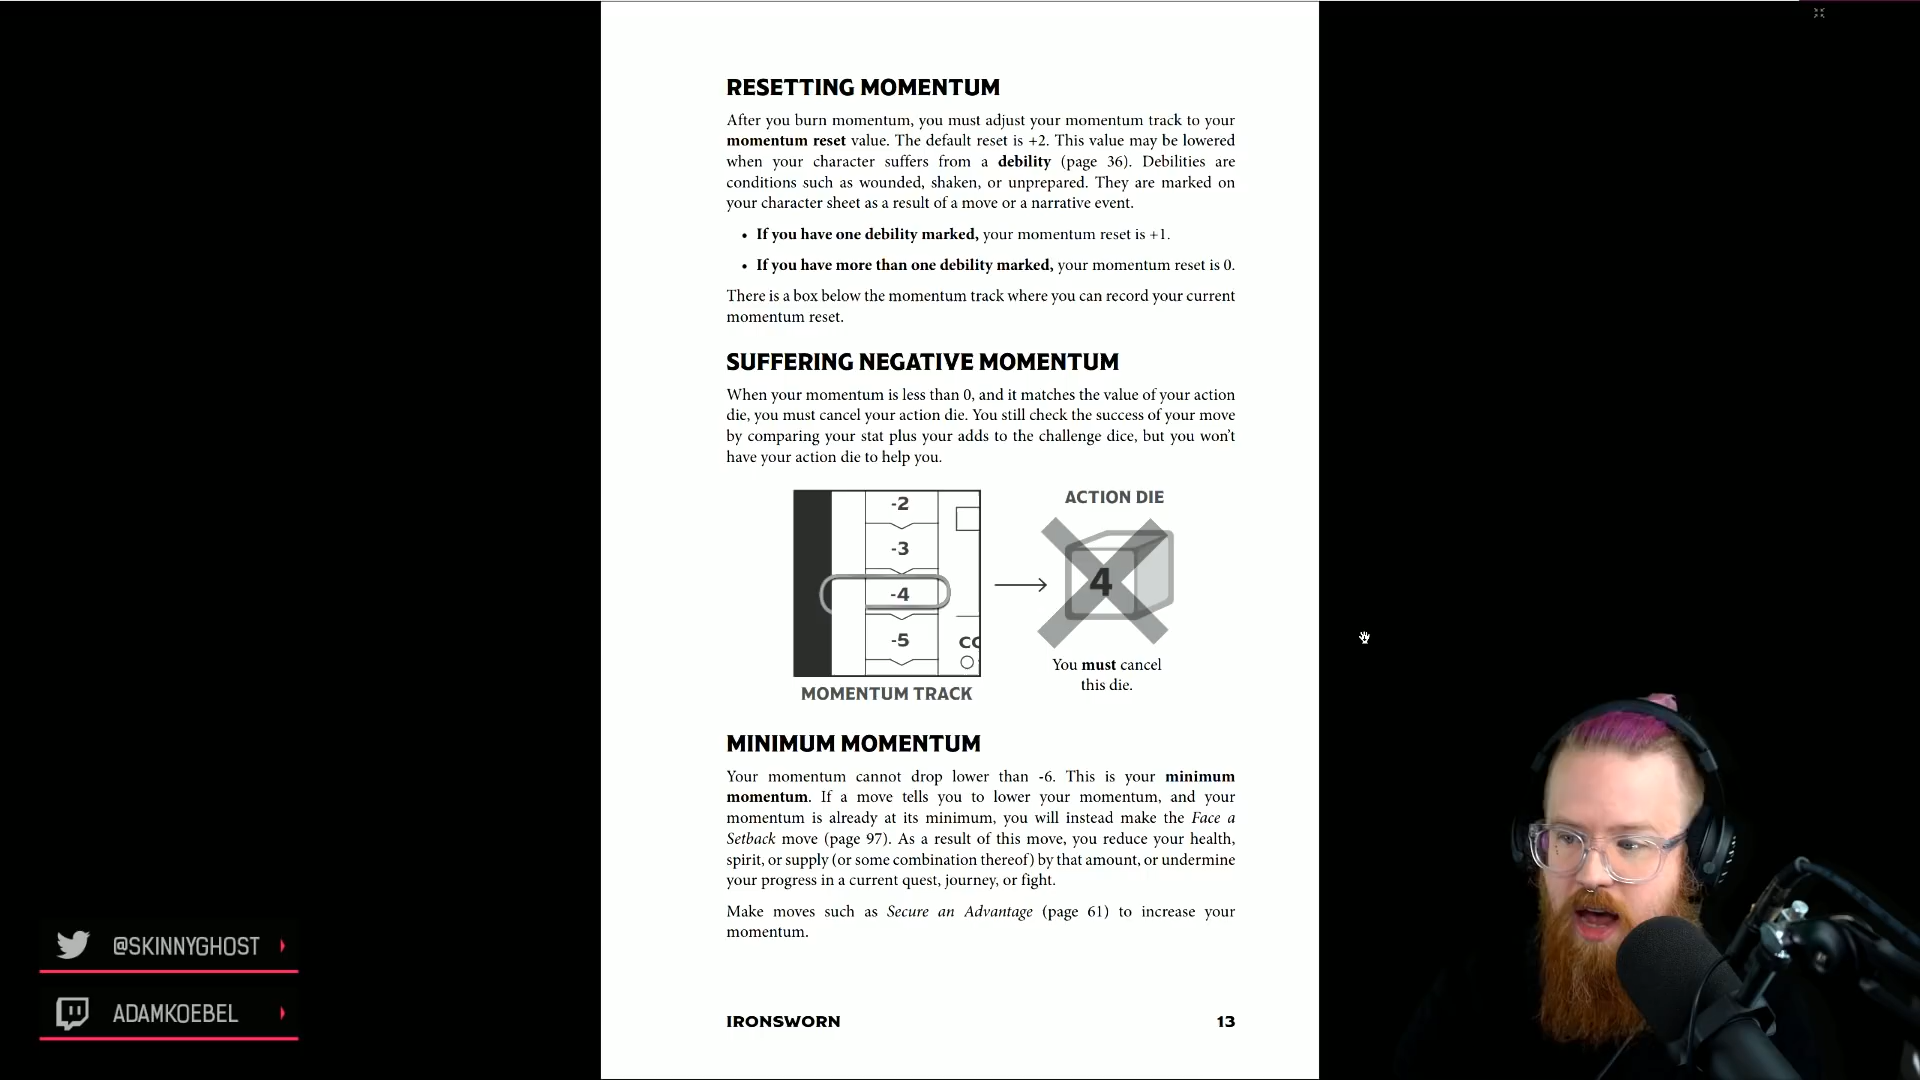 RESETTING MOMENTUM
After you burn momentum, you must adjust your momentum track to your
momentum reset value. The default reset is +2. This value may be lowered
when your character suffers from a debility (page 36). Debilities are
conditions such as wounded, shaken, or unprepared. They are marked on
your character sheet as a result of a move or a narrative event.
• If you have one debility marked, your momentum reset is +1.
• If you have more than one debility marked, your momentum reset is 0.
There is a box below the momentum track where you can record your current
momentum reset.
SUFFERING NEGATIVE MOMENTUM
When your momentum is less than 0, and it matches the value of your action
die, you must cancel your action die. You still check the success of your move
by comparing your stat plus your adds to the challenge dice, but you won’t
have your action die to help you.
-2
-3
-4
-5
CO
MOMENTUM TRACK
ACTION DIE
4
You must cancel
this die.
MINIMUM MOMENTUM
Your momentum cannot drop lower than -6. This is your minimum
momentum. If a move tells you to lower your momentum, and your
momentum is already at its minimum, you will instead make the Face a
Setback move (page 97). As a result of this move, you reduce your health,
spirit, or supply (or some combination thereof) by that amount, or undermine
your progress in a current quest, journey, or fight.
Make moves such as Secure an Advantage (page 61) to increase your
momentum.
IRONSWORN
13
@SKINNYGHOST
ADAMKOEBEL